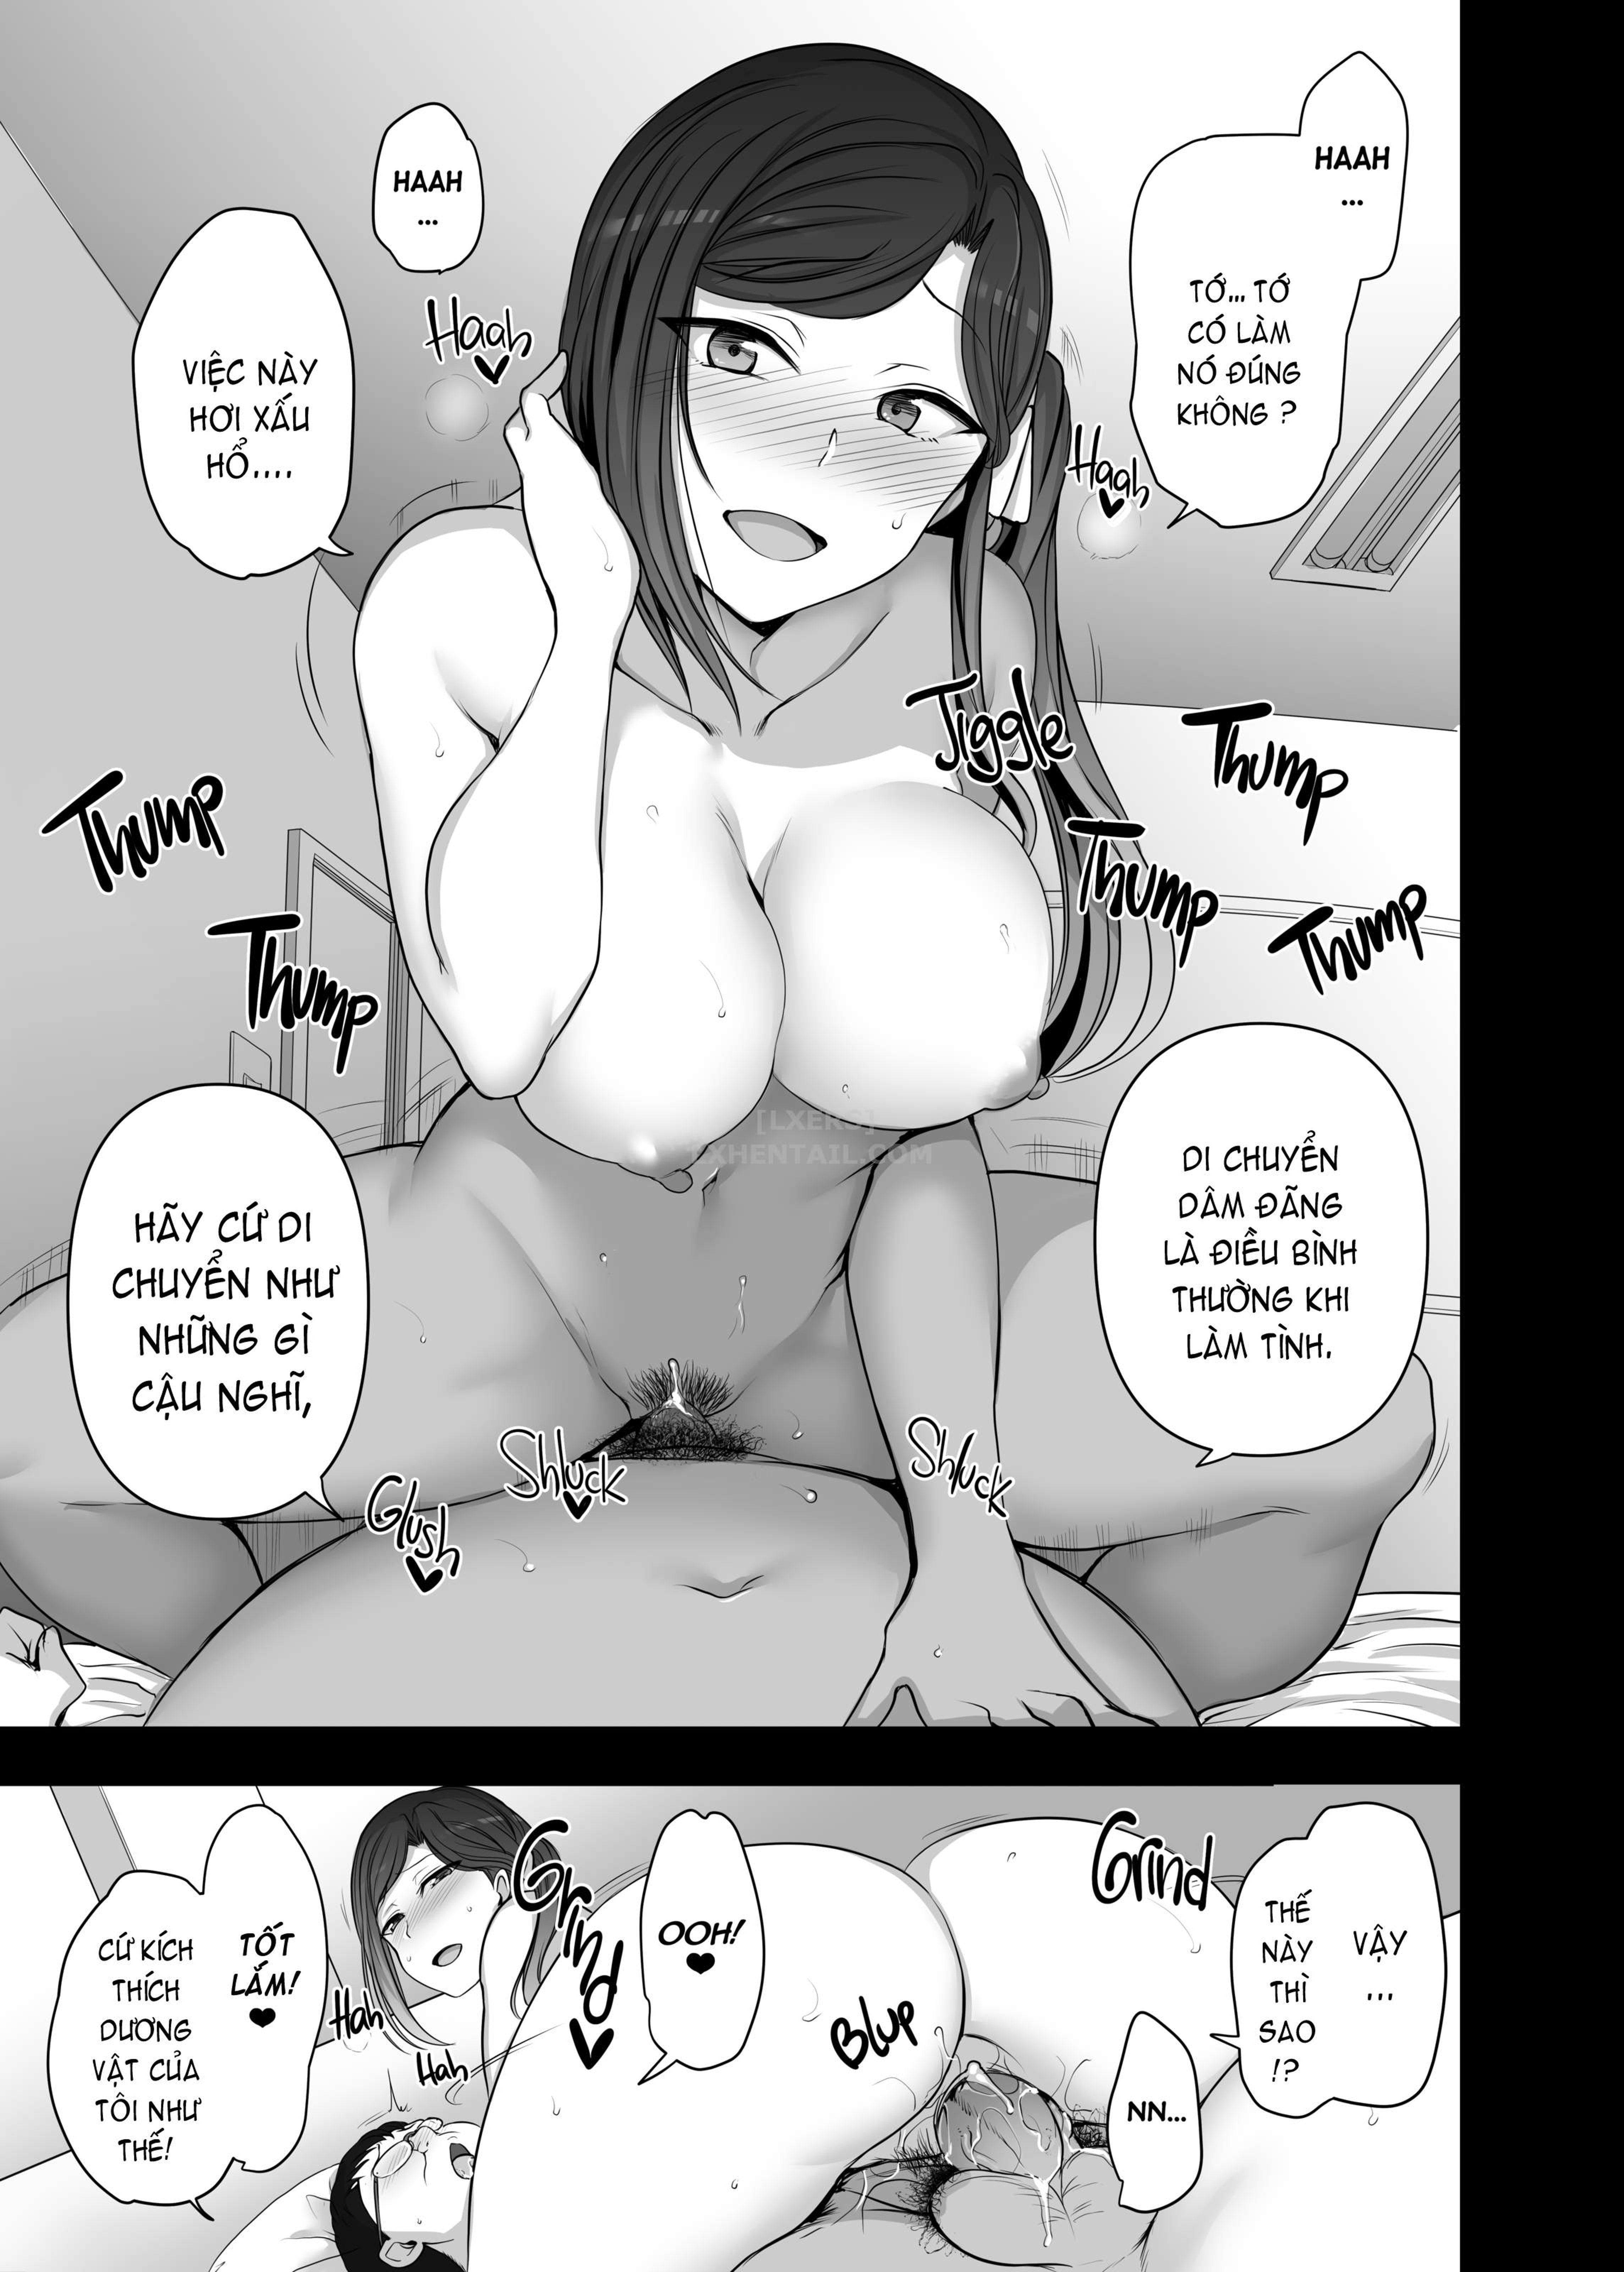 HAAH
...
TỚ... TỚ
CÓ LÀM
NÓ ĐÚNG
KHÔNG ?
HAAH
...
VIỆC NÀY
HƠI XẤU
HỔ....
Haah
Haah
Jiggle
Thump
Thump
Thump
Thump
Thump
[LXERS]
LXHENTAI.COM
DI CHUYỂN
DÂM ĐÃNG
LÀ ĐIỀU BÌNH
THƯỜNG KHI
LÀM TÌNH.
HÃY CỨ DI
CHUYỂN NHƯ
NHỮNG GÌ
CẬU NGHĨ,
Shluck
Shluck
Glush
VẬY
...
THẾ
NÀY
THÌ
SAO
!?
Grind
NN...
Blup
OOH!
Grind
TỐT
LẮM!
CỨ KÍCH
THÍCH
DƯƠNG
VẬT CỦA
TÔI NHƯ
THẾ!
Hah
Hah